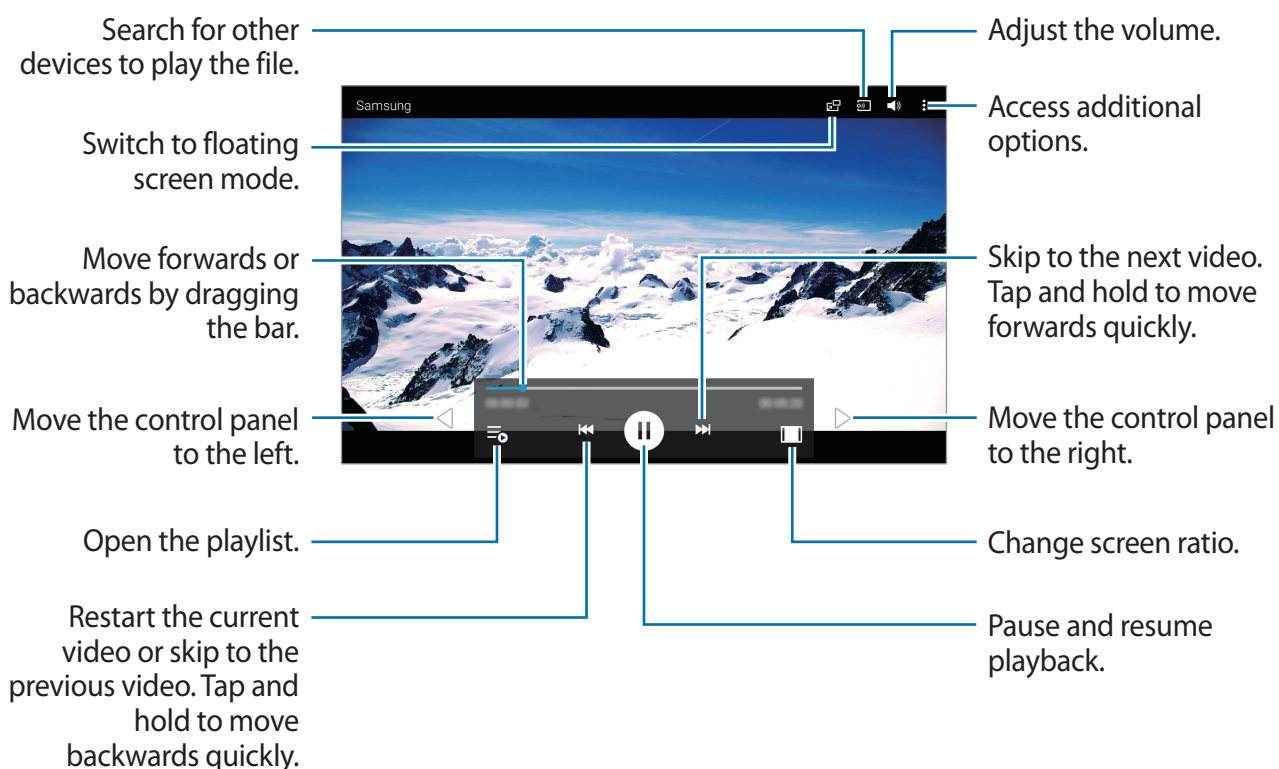 Search for other
devices to play the file.
Switch to floating
screen mode.
Move forwards or
backwards by dragging
the bar.
Move the control panel
to the left.
Open the playlist.
Restart the current
video or skip to the
previous video. Tap and
hold to move
backwards quickly.
Samsung
Adjust the volume.
Access additional
options.
Skip to the next video.
Tap and hold to move
forwards quickly.
Move the control panel
to the right.
Change screen ratio.
Pause and resume
playback.